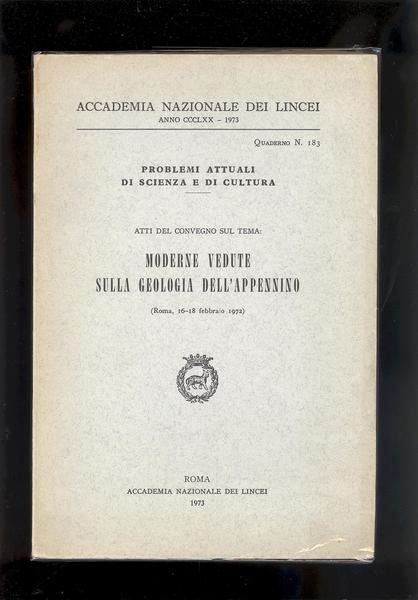 ACCADEMIA NAZIONALE DEI LINCEI
ANNO CCCLXX – 1973
QUADERNO N. 183
PROBLEMI ATTUALI
DI SCIENZA E DI CULTURA
ATTI DEL CONVEGNO SUL TEMA:
MODERNE VEDUTE
SULLA GEOLOGIA DELL'APPENNINO
(Roma, 16-18 febbraio 1972)
ROMA
ACCADEMIA NAZIONALE DEI LINCEI
1973